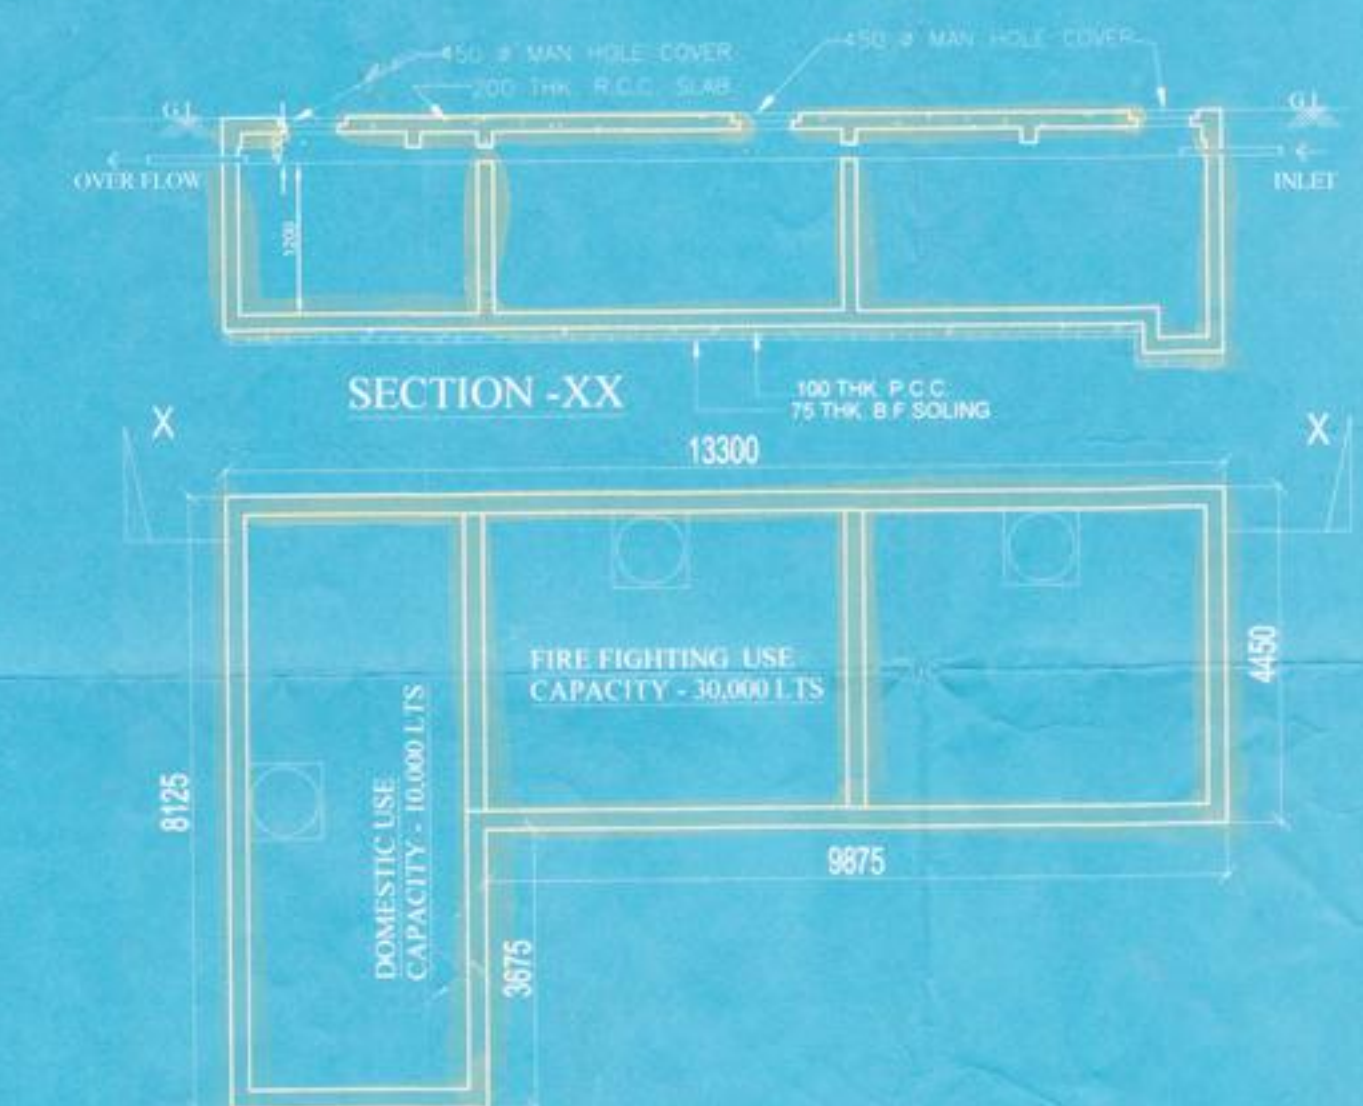 450 Ø MAN HOLE COVER
450 Ø MAN HOLE COVER
200 THK R.C.C. SLAB
G.L
G.L
OVER FLOW
INLET
1200
SECTION -XX
100 THK P C C
75 THK B F SOLING
X
X
13300
FIRE FIGHTING USE
CAPACITY - 30,000 LTS
4450
8125
DOMESTIC USE
CAPACITY - 10,000 LTS
9875
3675